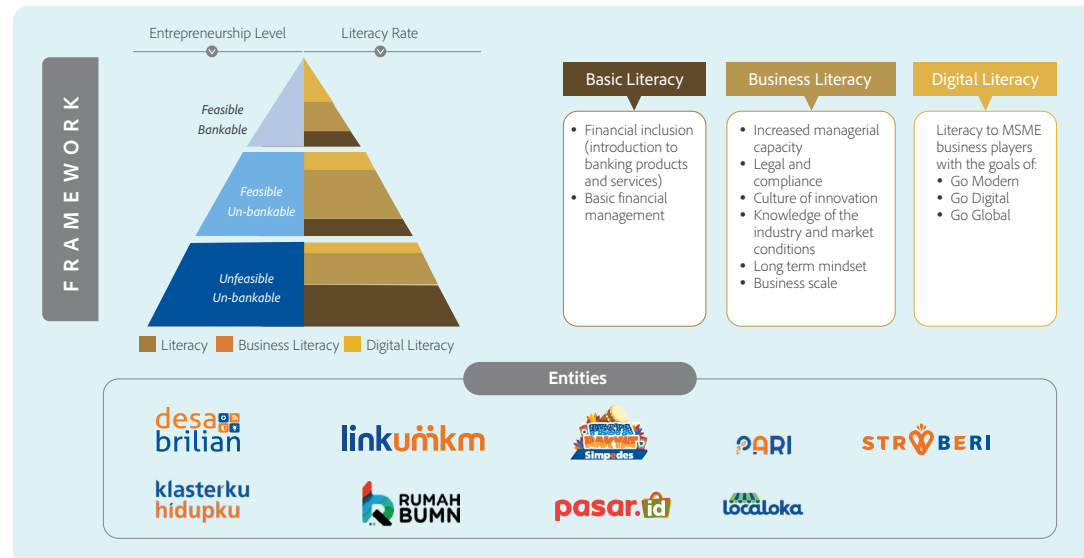 Entrepreneurship Level
Literacy Rate
FRAMEWORK
Feasible
Bankable
Feasible
Un-bankable
Unfeasible
Un-bankable
Literacy
Business Literacy
Digital Literacy
Basic Literacy
• Financial inclusion
(introduction to
banking products
and services)
• Basic financial
management
Business Literacy
• Increased managerial
capacity
• Legal and
compliance
• Culture of innovation
• Knowledge of the
industry and market
conditions
• Long term mindset
• Business scale
Digital Literacy
Literacy to MSME
business players
with the goals of:
• Go Modern
• Go Digital
• Go Global
Entities
desa
brilian
linkumkm
PESTA
RAKYAT
Simpedes
PARI
STROBERI
klasterku
hidupku
RUMAH
BUMN
pasar.id
localoka